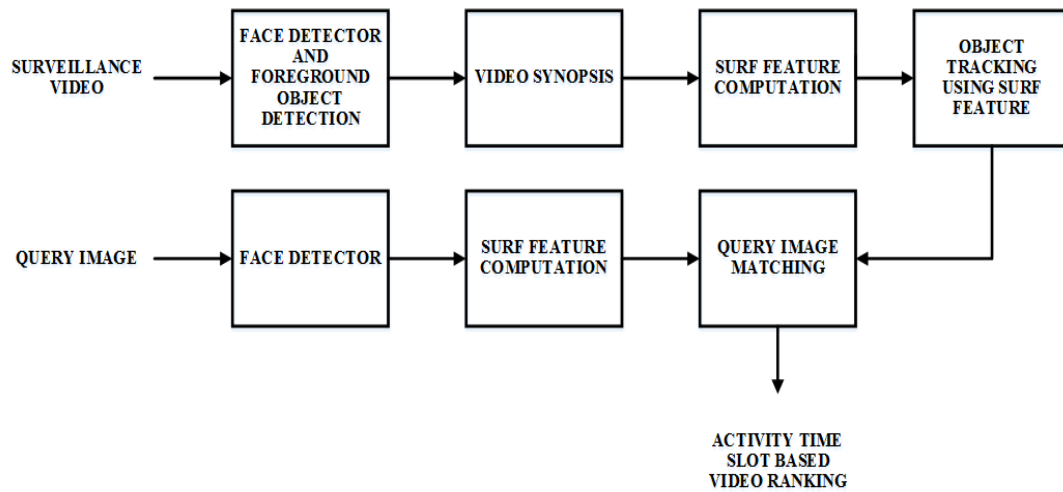 SURVEILLANCE
VIDEO
FACE DETECTOR
AND
FOREGROUND
OBJECT
DETECTION
VIDEO SYNOPSIS
SURF FEATURE
COMPUTATION
OBJECT
TRACKING
USING SURF
FEATURE
QUERY IMAGE
FACE DETECTOR
SURF FEATURE
COMPUTATION
QUERY IMAGE
MATCHING
ACTIVITY TIME
SLOT BASED
VIDEO RANKING